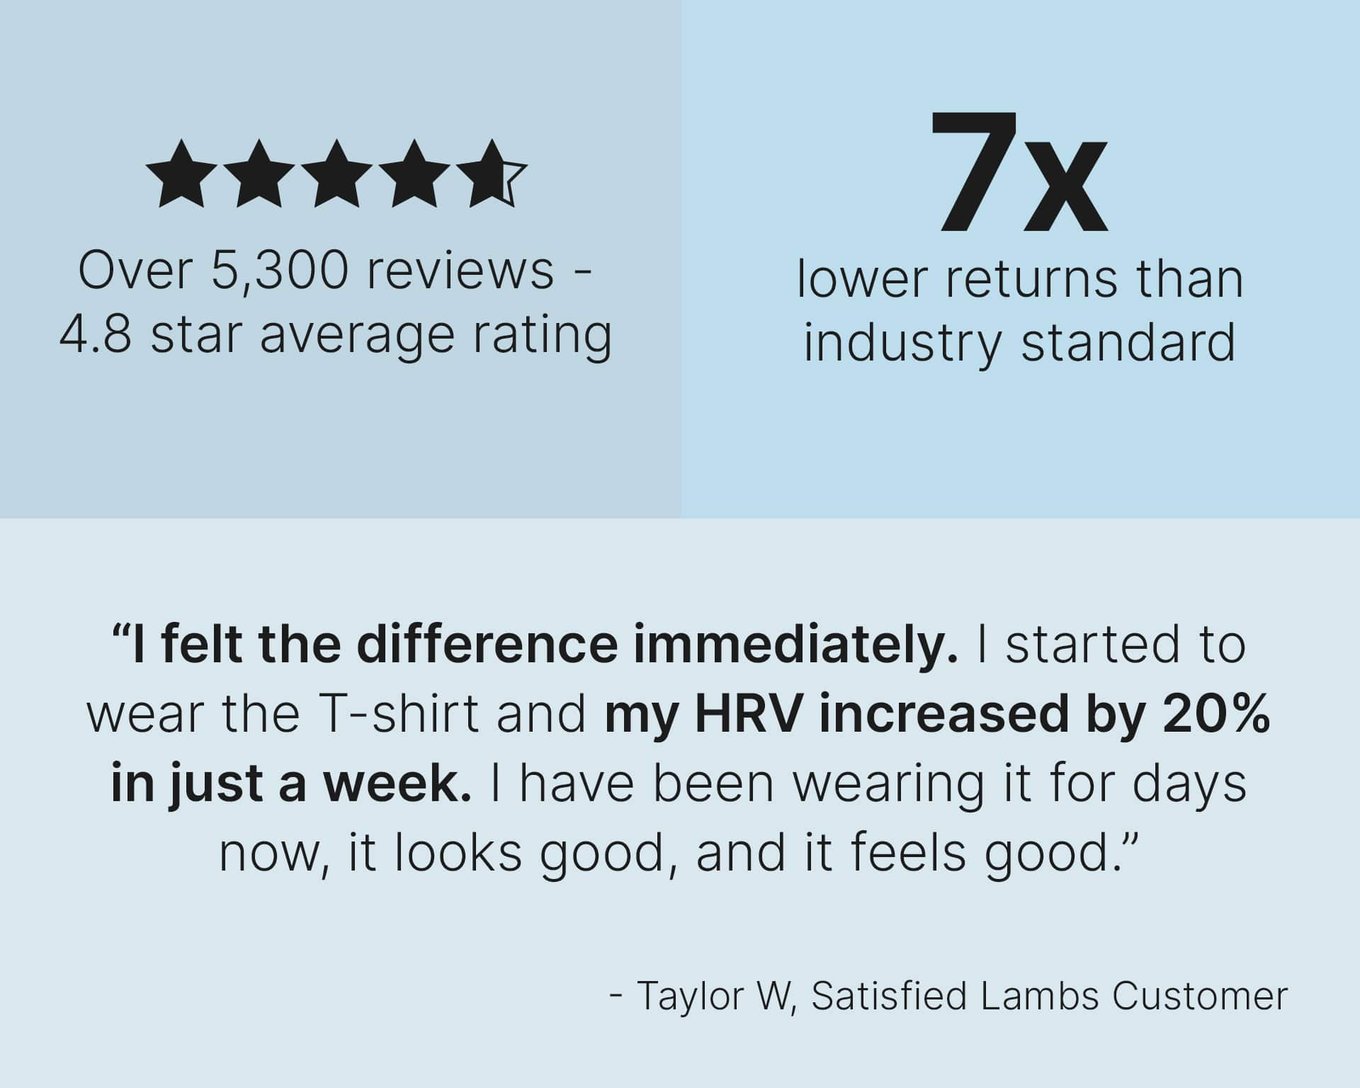 Over 5,300 reviews -
4.8 star average rating
7x
lower returns than
industry standard
“I felt the difference immediately. I started to
wear the T-shirt and my HRV increased by 20%
in just a week. I have been wearing it for days
now, it looks good, and it feels good.”
- Taylor W, Satisfied Lambs Customer